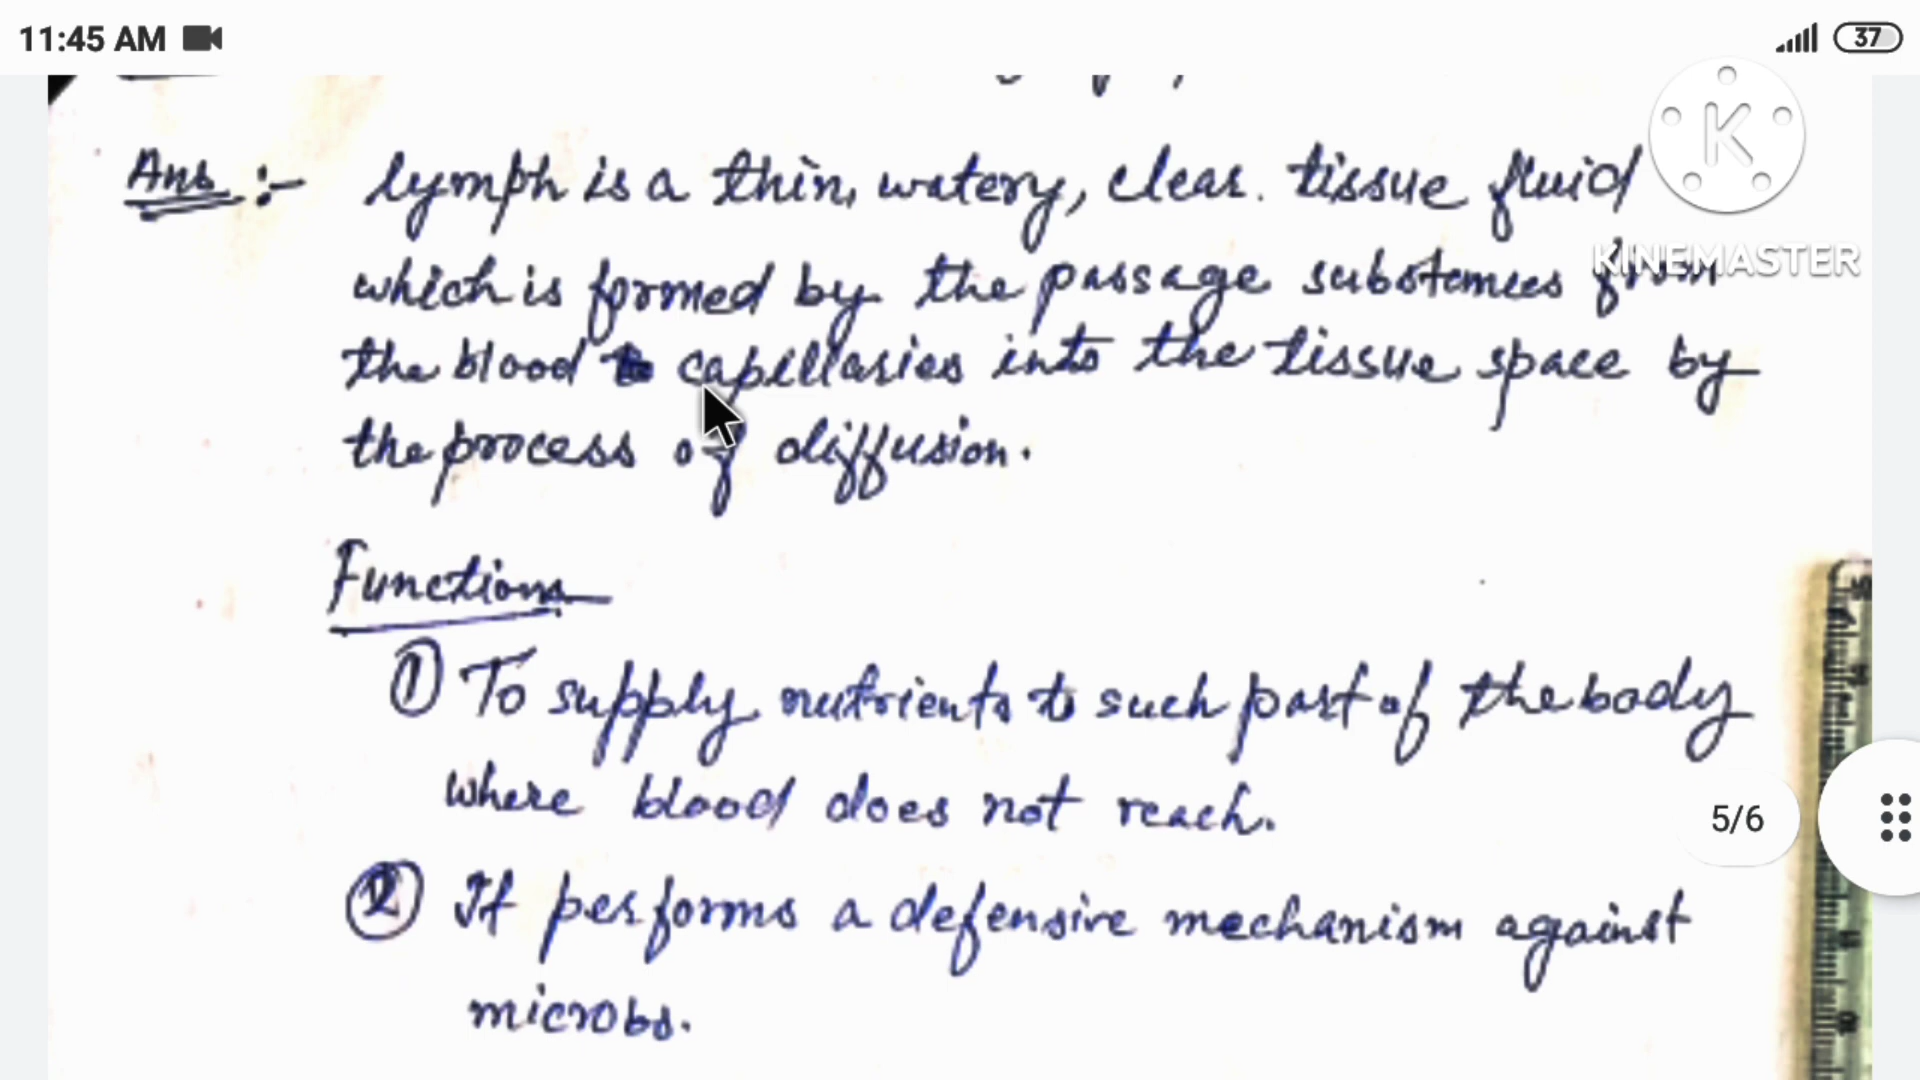 11:45 AM
37
K
KINEMASTER
Ans :- lymph is a thin, watery, clear. tissue fluid
which is formed by the passage substances from
the blood capillaries into the tissue space by
the process of diffusion.
Functions
① To supply nutrients to such part of the body
where blood does not reach.
② It performs a defensive mechanism against
microbs.
5/6